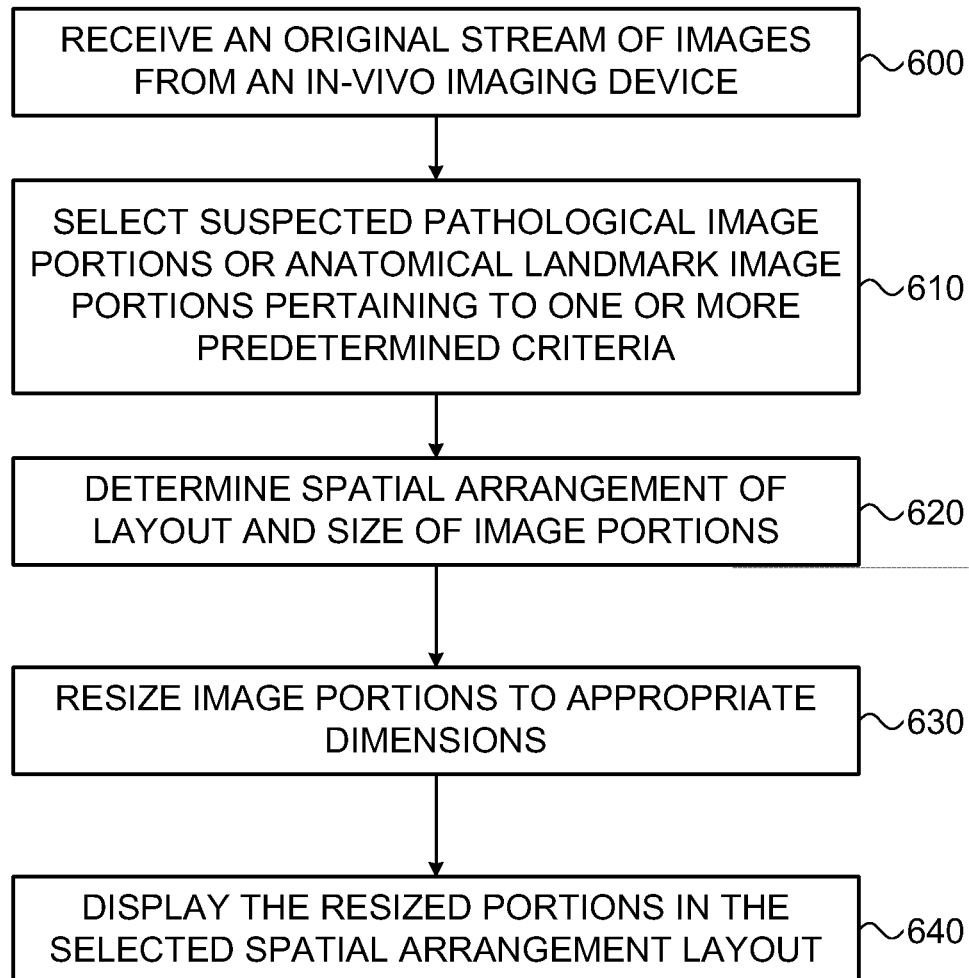 RECEIVE AN ORIGINAL STREAM OF IMAGES
FROM AN IN-VIVO IMAGING DEVICE
600
SELECT SUSPECTED PATHOLOGICAL IMAGE
PORTIONS OR ANATOMICAL LANDMARK IMAGE
PORTIONS PERTAINING TO ONE OR MORE
PREDETERMINED CRITERIA
610
DETERMINE SPATIAL ARRANGEMENT OF
LAYOUT AND SIZE OF IMAGE PORTIONS
620
RESIZE IMAGE PORTIONS TO APPROPRIATE
DIMENSIONS
630
DISPLAY THE RESIZED PORTIONS IN THE
SELECTED SPATIAL ARRANGEMENT LAYOUT
640